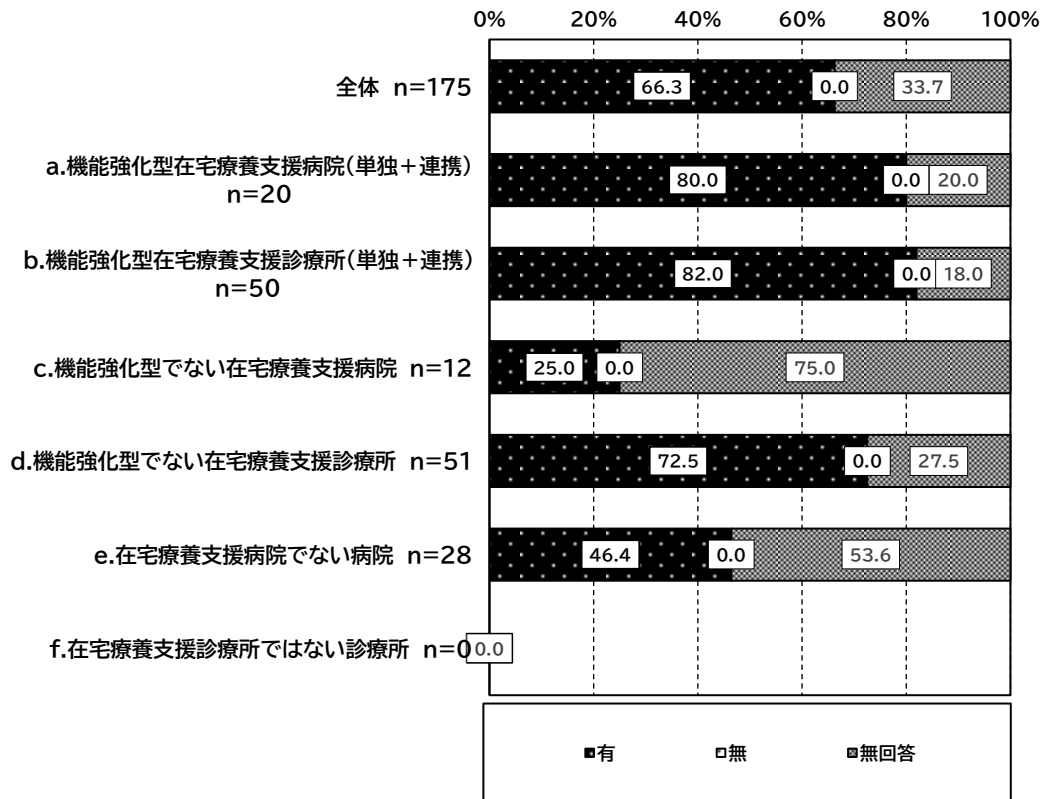 0% 20% 40% 60% 80% 100%
全体 n=175 66.3 0.0 33.7
a.機能強化型在宅療養支援病院(単独＋連携)
n=20
80.0 0.0 20.0
b.機能強化型在宅療養支援診療所(単独＋連携)
n=50
82.0 0.0 18.0
c.機能強化型でない在宅療養支援病院 n=12 25.0 0.0 75.0
d.機能強化型でない在宅療養支援診療所 n=51 72.5 0.0 27.5
e.在宅療養支援病院でない病院 n=28 46.4 0.0 53.6
f.在宅療養支援診療所ではない診療所 n=0 0.0
有 無 無回答